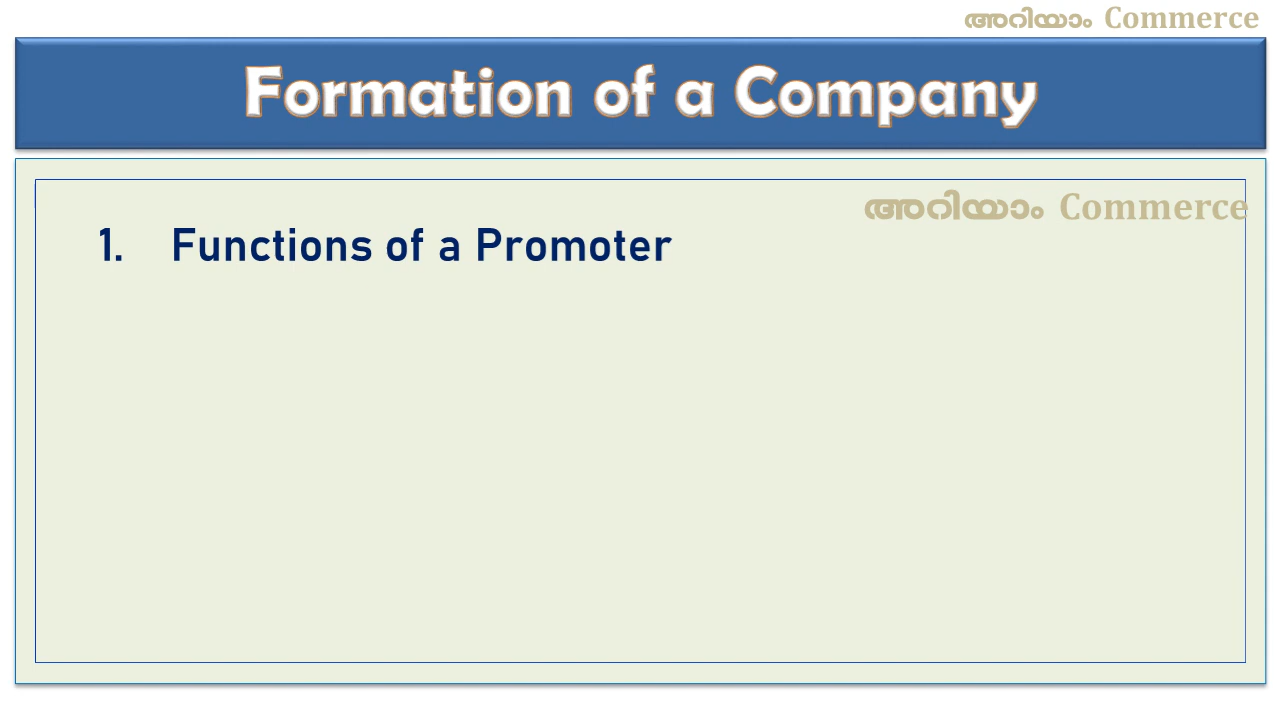 അറിയാം Commerce
Formation of a Company
അറിയാം Commerce
1. Functions of a Promoter